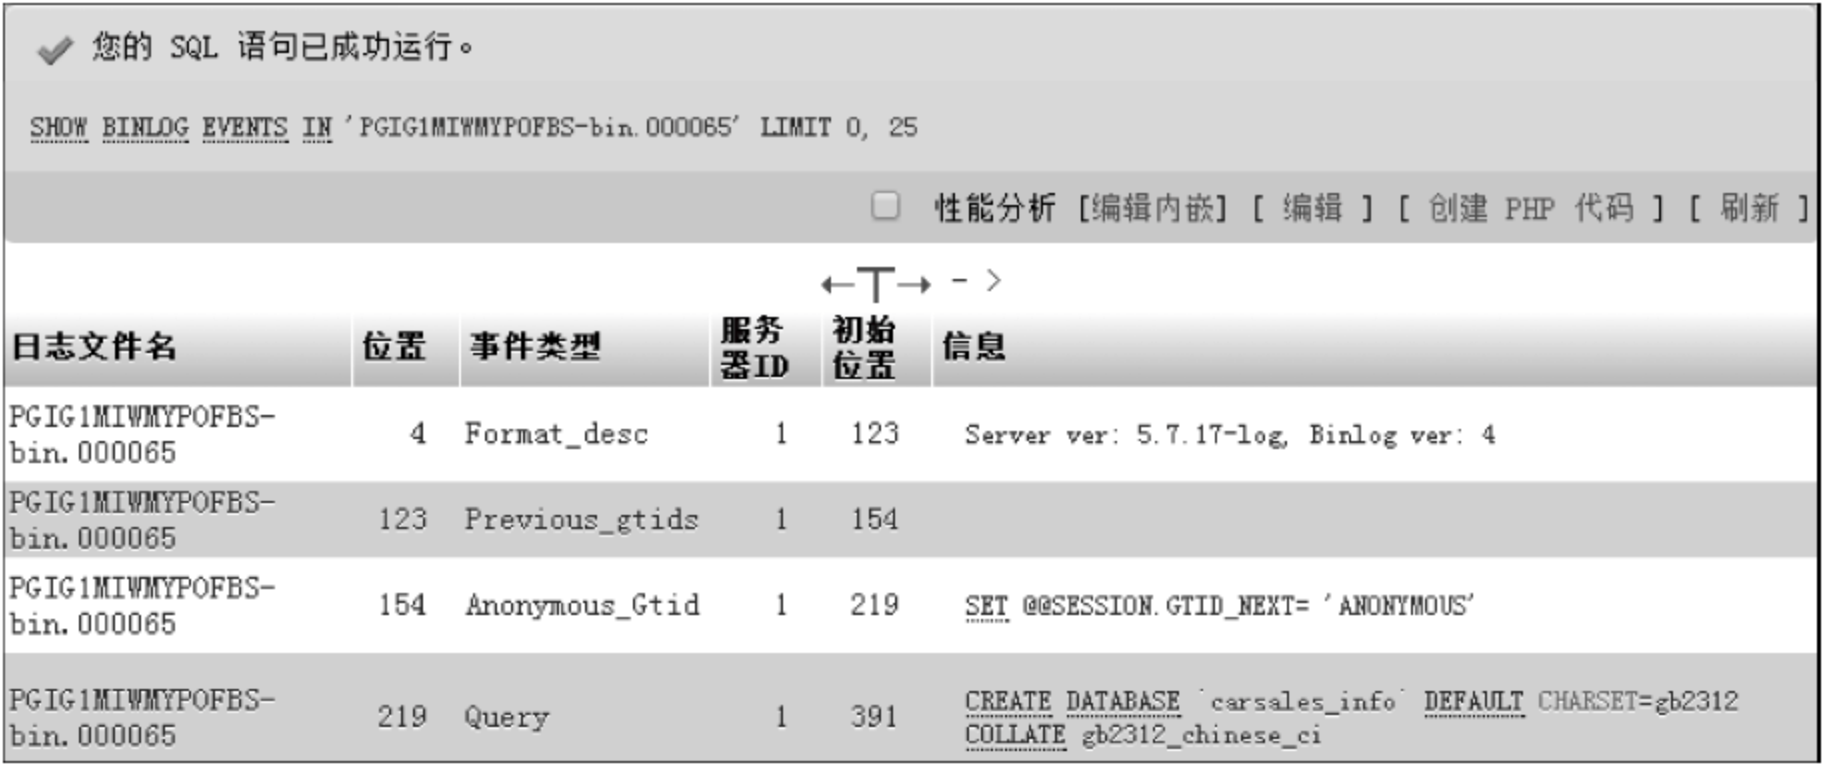 您的 SQL 语句已成功运行。
SHOW BINLOG EVENTS IN 'PGIG1MIWMYPOFBS-bin.000065' LIMIT 0, 25
性能分析 [编辑内嵌] [ 编辑 ] [ 创建 PHP 代码 ] [ 刷新 ]
←T→ - >
日志文件名 位置 事件类型 服务器ID 初始位置 信息
PGIG1MIWMYPOFBS-
bin.000065 4 Format_desc 1 123 Server ver: 5.7.17-log, Binlog ver: 4
PGIG1MIWMYPOFBS-
bin.000065 123 Previous_gtids 1 154
PGIG1MIWMYPOFBS-
bin.000065 154 Anonymous_Gtid 1 219 SET @@SESSION.GTID_NEXT= 'ANONYMOUS'
PGIG1MIWMYPOFBS-
bin.000065 219 Query 1 391 CREATE DATABASE `carsales_info` DEFAULT CHARSET=gb2312
COLLATE gb2312_chinese_ci